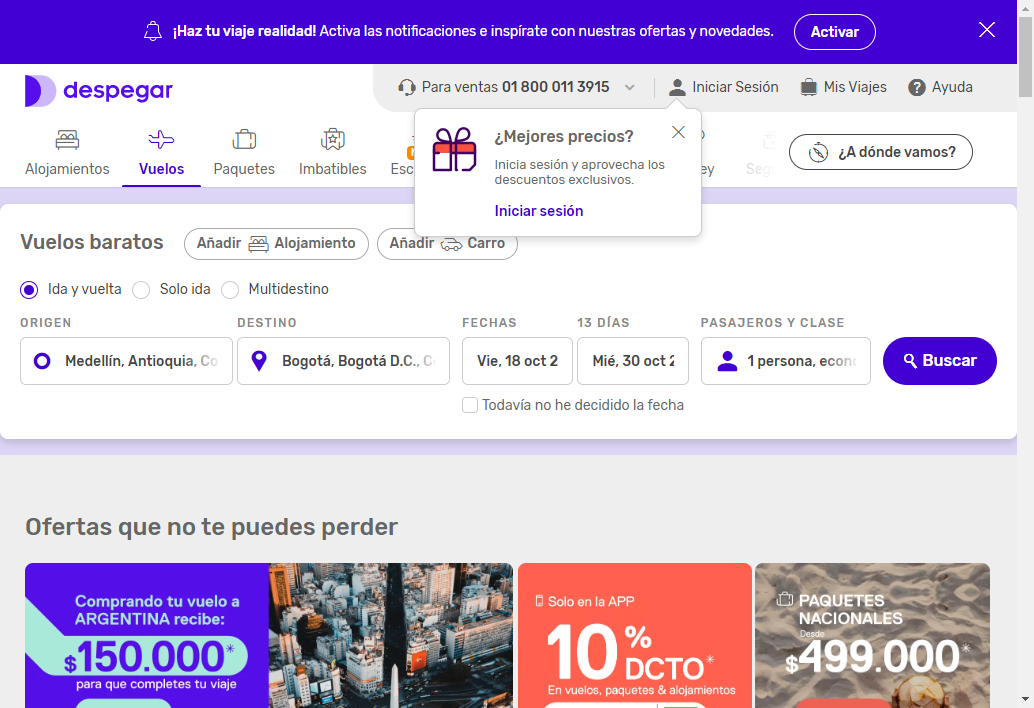 ¡Haz tu viaje realidad! Activa las notificaciones e inspírate con nuestras ofertas y novedades.
Activar
despegar
Para ventas 01 800 011 3915
Iniciar Sesión
Mis Viajes
Ayuda
Alojamientos
Vuelos
Paquetes
Imbatibles
¿Mejores precios?
Inicia sesión y aprovecha los
descuentos exclusivos.
Iniciar sesión
¿A dónde vamos?
Vuelos baratos
Añadir Alojamiento
Añadir Carro
Ida y vuelta
Solo ida
Multidestino
ORIGEN
DESTINO
FECHAS
13 DÍAS
PASAJEROS Y CLASE
Medellín, Antioquia, Co
Bogotá, Bogotá D.C., C
Vie, 18 oct 2
Mié, 30 oct 2
1 persona, econ
Buscar
Todavía no he decidido la fecha
Ofertas que no te puedes perder
Comprando tu vuelo a
ARGENTINA recibe:
$150.000*
para que completes tu viaje
Solo en la APP
10% DCTO*
En vuelos, paquetes & alojamientos
PAQUETES
NACIONALES
Desde
$499.000*